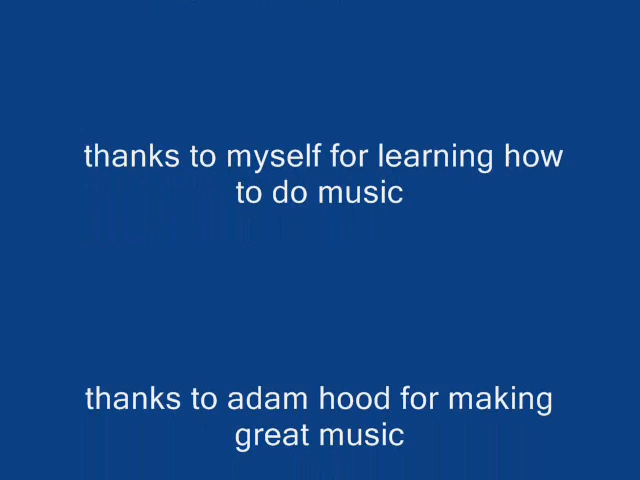 thanks to myself for learning how
to do music
thanks to adam hood for making
great music